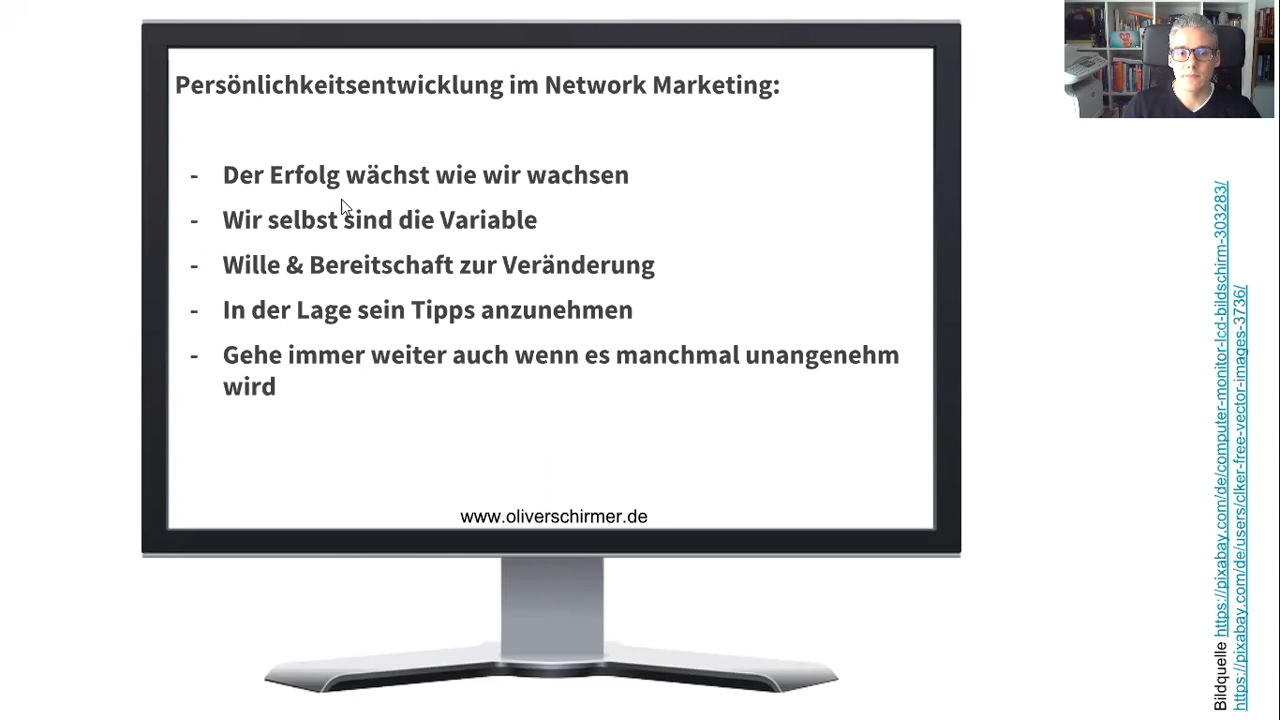 Persönlichkeitsentwicklung im Network Marketing:
- Der Erfolg wächst wie wir wachsen
- Wir selbst sind die Variable
- Wille & Bereitschaft zur Veränderung
- In der Lage sein Tipps anzunehmen
- Gehe immer weiter auch wenn es manchmal unangenehm
wird
www.oliverschirmer.de
Bildquelle https://pixabay.com/de/computer-monitor-lcd-bildschirm-303283/
https://pixabay.com/de/users/clker-free-vector-images-3736/